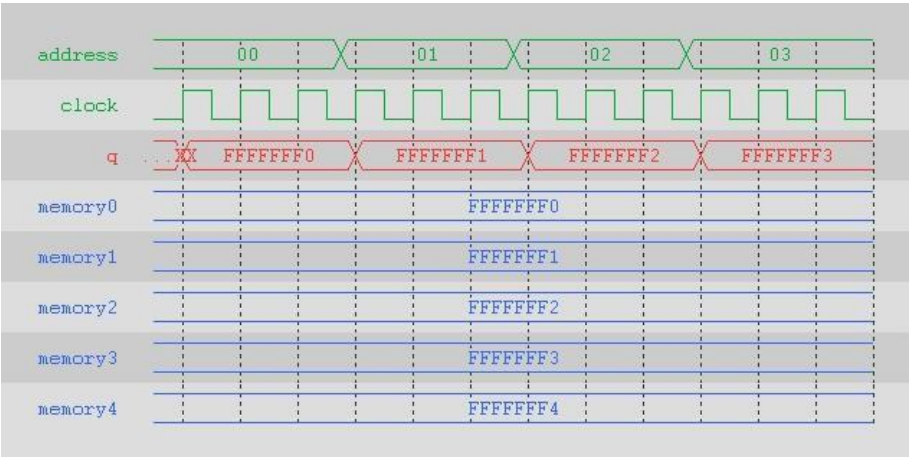 address 00 01 02 03
clock
q ...XX FFFFFFF0 FFFFFFF1 FFFFFFF2 FFFFFFF3
memory0 FFFFFFF0
memory1 FFFFFFF1
memory2 FFFFFFF2
memory3 FFFFFFF3
memory4 FFFFFFF4